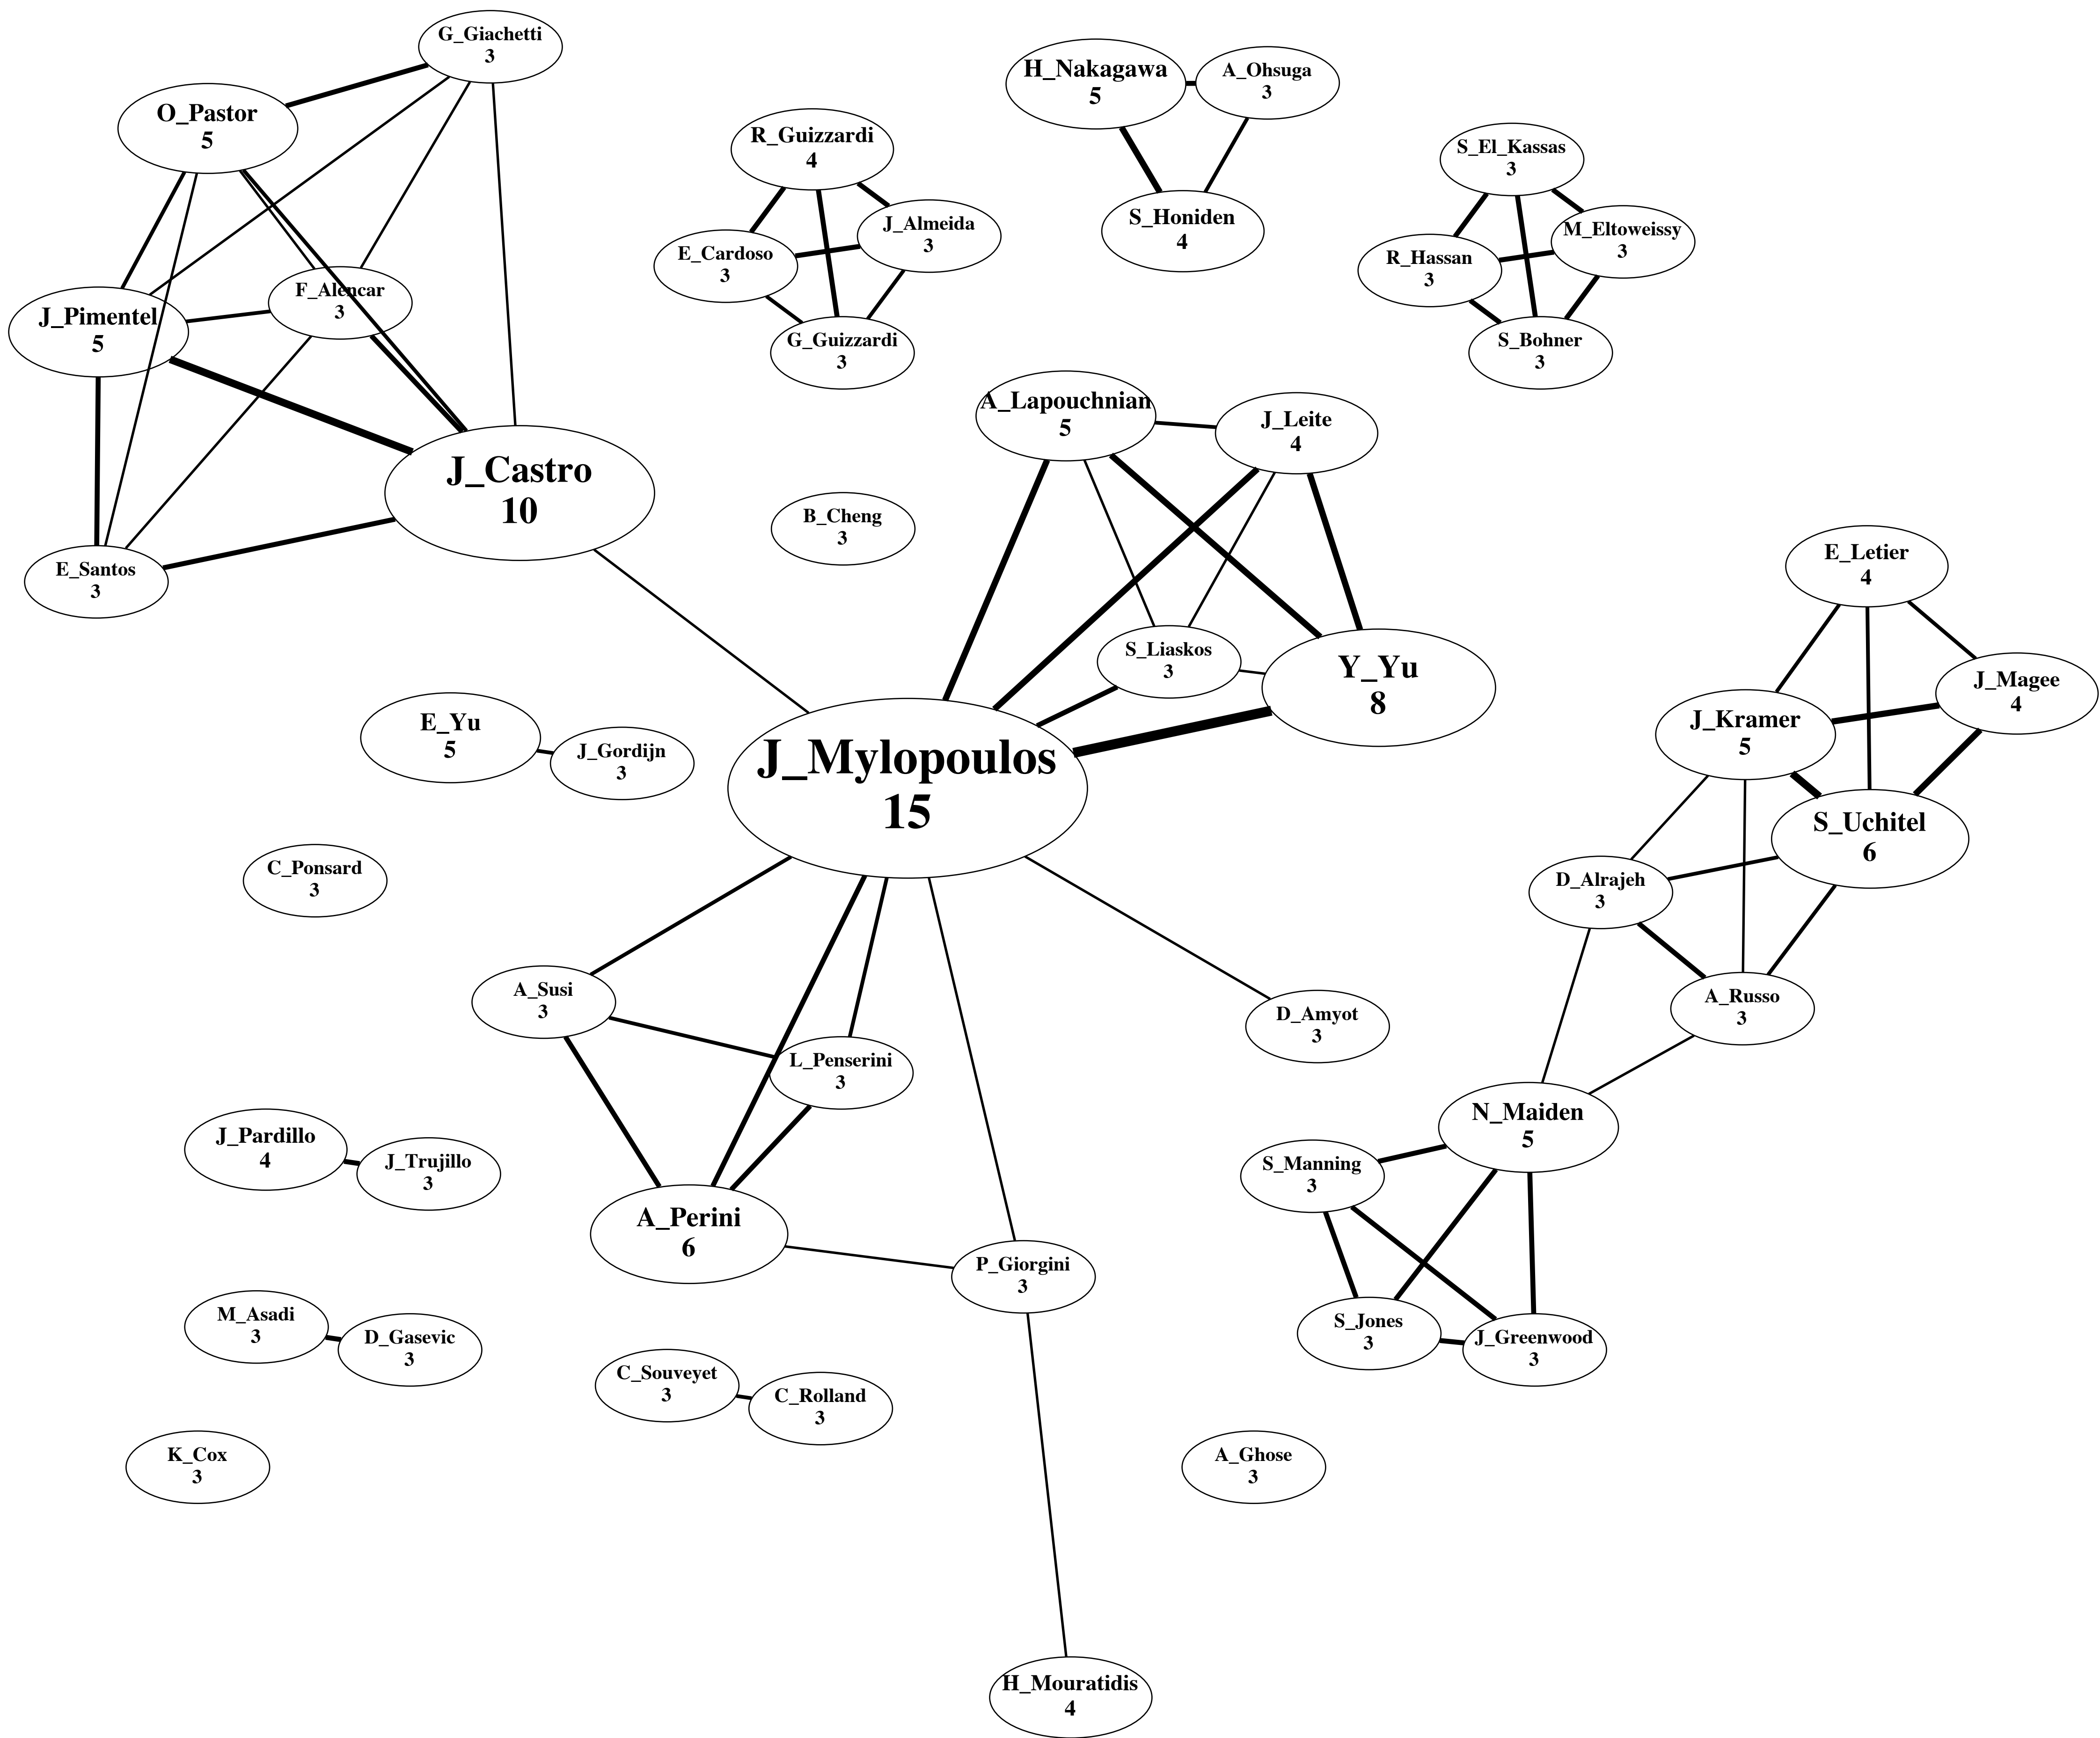 G_Giachetti
3
O_Pastor
5
H_Nakagawa
5
A_Ohsuga
3
R_Guizzardi
4
S_El_Kassas
3
J_Almeida
3
S_Honiden
4
M_Eltoweissy
3
E_Cardoso
3
R_Hassan
3
F_Alencar
3
J_Pimentel
5
G_Guizzardi
3
S_Bohner
3
A_Lapouchnian
5
J_Leite
4
J_Castro
10
B_Cheng
3
E_Letier
4
E_Santos
3
S_Liaskos
3
Y_Yu
8
J_Magee
4
E_Yu
5
J_Gordijn
3
J_Kramer
5
J_Mylopoulos
15
S_Uchitel
6
C_Ponsard
3
D_Alrajeh
3
A_Susi
3
A_Russo
3
D_Amyot
3
L_Penserini
3
N_Maiden
5
J_Pardillo
4
J_Trujillo
3
S_Manning
3
A_Perini
6
P_Giorgini
3
M_Asadi
3
D_Gasevic
3
S_Jones
3
J_Greenwood
3
C_Souveyet
3
C_Rolland
3
K_Cox
3
A_Ghose
3
H_Mouratidis
4